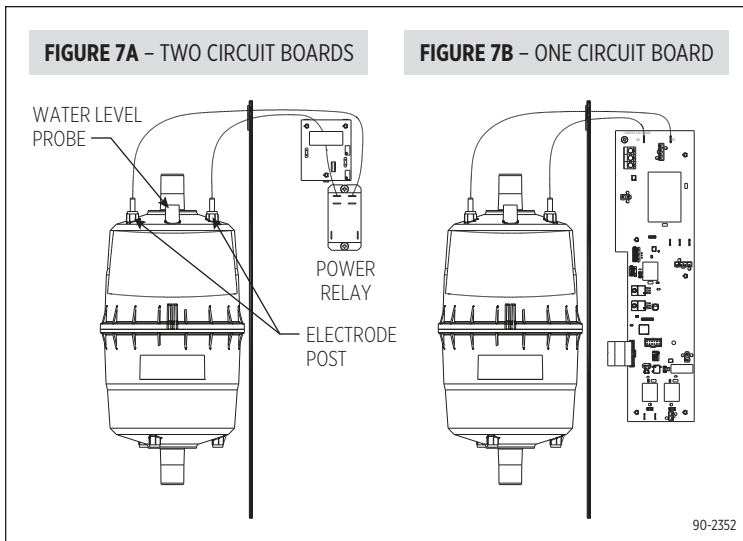 FIGURE 7A – TWO CIRCUIT BOARDS
FIGURE 7B – ONE CIRCUIT BOARD
WATER LEVEL
PROBE
POWER
RELAY
ELECTRODE
POST
90-2352